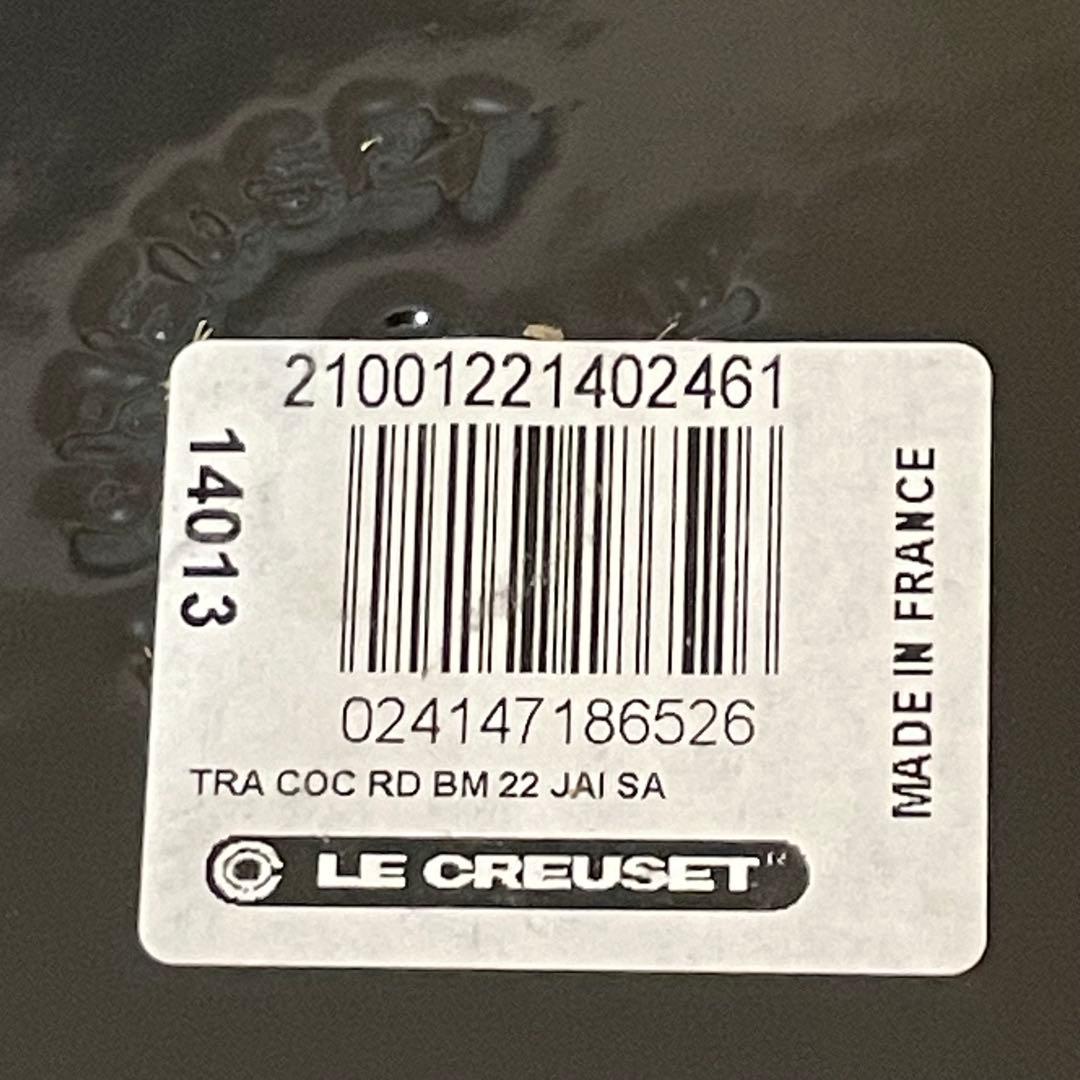 21001221402461
14013
024147186526
TRA COC RD BM 22 JAI SA
LE CREUSET
MADE IN FRANCE